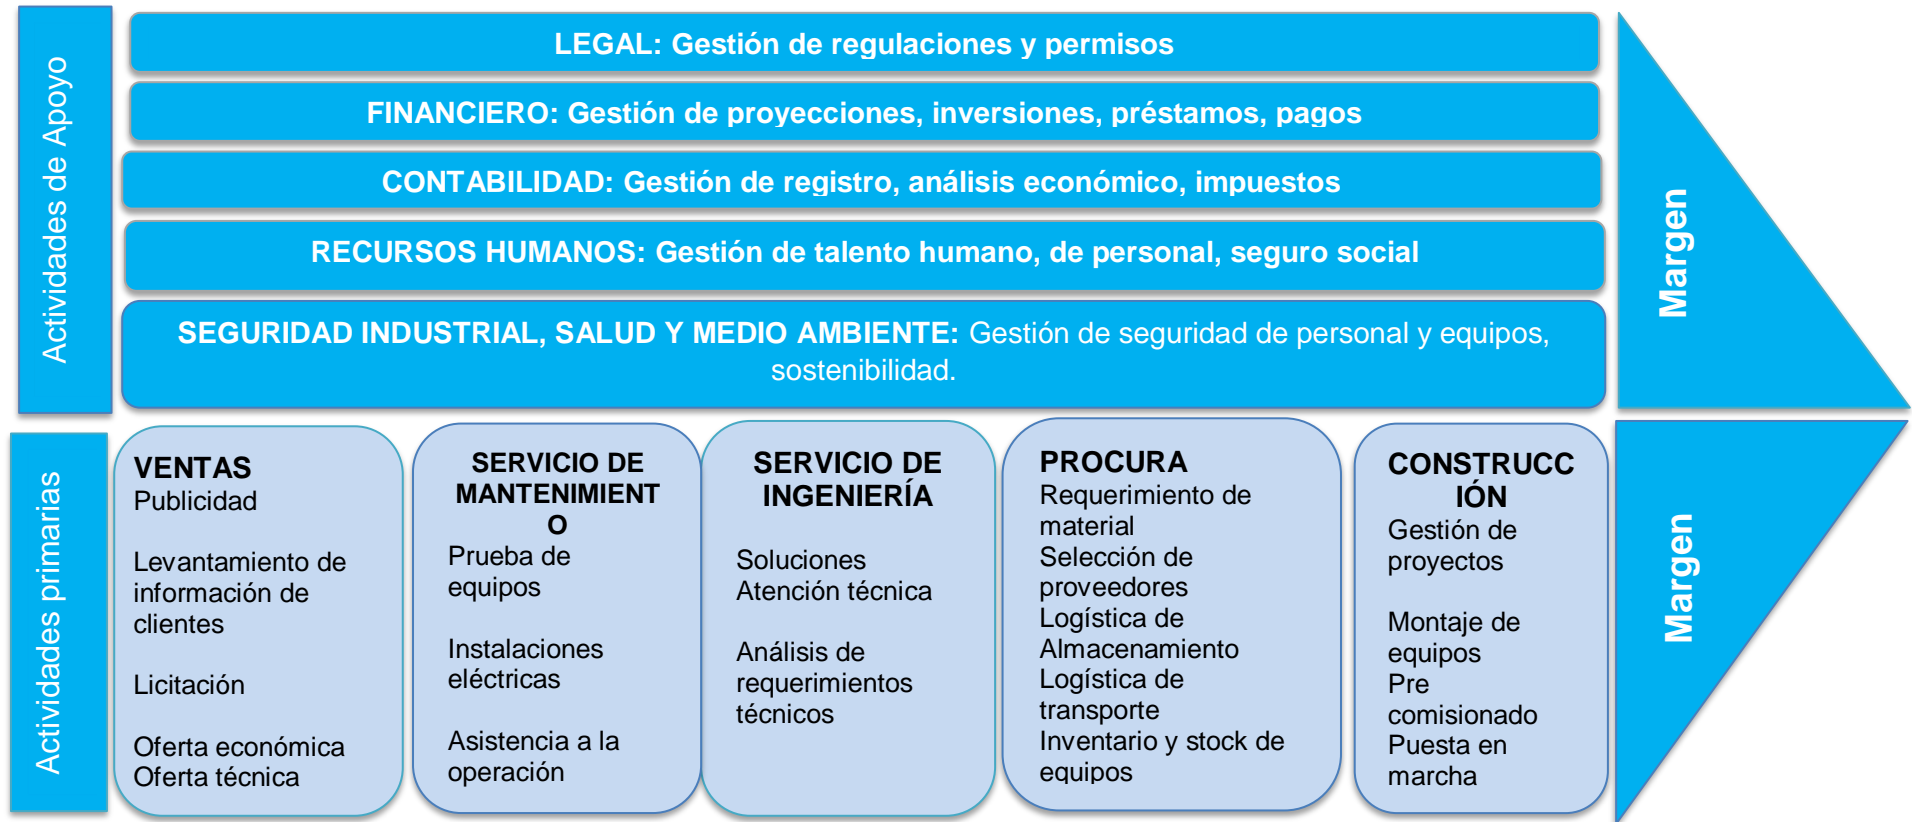 Actividades de Apoyo
LEGAL: Gestión de regulaciones y permisos
FINANCIERO: Gestión de proyecciones, inversiones, préstamos, pagos
CONTABILIDAD: Gestión de registro, análisis económico, impuestos
RECURSOS HUMANOS: Gestión de talento humano, de personal, seguro social
SEGURIDAD INDUSTRIAL, SALUD Y MEDIO AMBIENTE: Gestión de seguridad de personal y equipos,
sostenibilidad.
Margen
Actividades primarias
VENTAS
Publicidad
Levantamiento de
información de
clientes
Licitación
Oferta económica
Oferta técnica
SERVICIO DE
MANTENIMIENT
O
Prueba de
equipos
Instalaciones
eléctricas
Asistencia a la
operación
SERVICIO DE
INGENIERÍA
Soluciones
Atención técnica
Análisis de
requerimientos
técnicos
PROCURA
Requerimiento de
material
Selección de
proveedores
Logística de
Almacenamiento
Logística de
transporte
Inventario y stock de
equipos
CONSTRUCC
IÓN
Gestión de
proyectos
Montaje de
equipos
Pre
comisionado
Puesta en
marcha
Margen